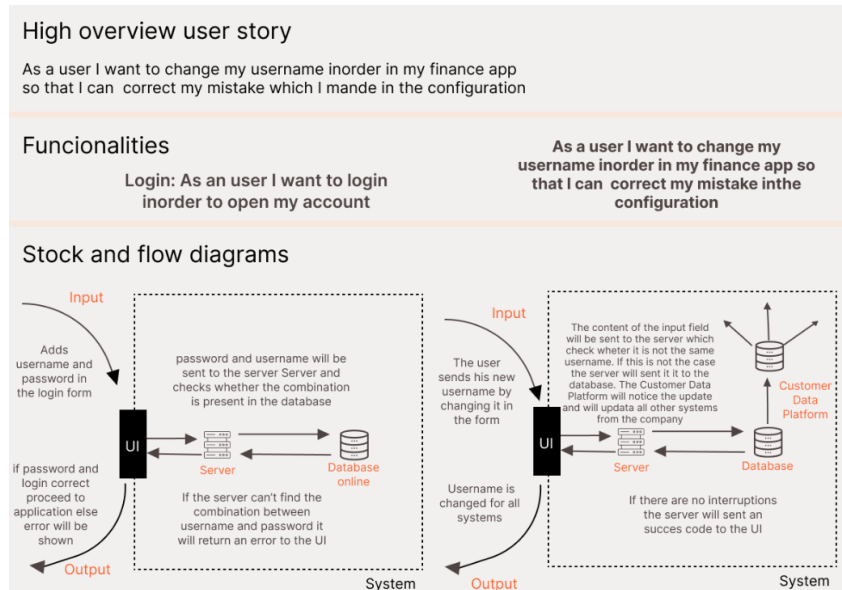 High overview user story
As a user I want to change my username inorder in my finance app
so that I can correct my mistake which I mande in the configuration
Funcionalities
Login: As an user I want to login
inorder to open my account
As a user I want to change my
username inorder in my finance app so
that I can correct my mistake inthe
configuration
Stock and flow diagrams
Input
Adds
username and
password in
the login form
password and username will be
sent to the server Server and
checks whether the combination
is present in the database
UI
Server
Database
online
if password and
login correct
proceed to
application else
error will be
shown
If the server can't find the
combination between
username and password it
will return an error to the UI
Output
System
Input
The user
sends his new
username by
changing it in
the form
The content of the input field
will be sent to the server which
check wheter it is not the same
username. If this is not the case
the server will sent it it to the
database. The Customer Data
Platform will notice the update
and will updata all other systems
from the company
Customer
Data
Platform
UI
Server
Database
Username is
changed for all
systems
If there are no interruptions
the server will sent an
succes code to the UI
Output
System